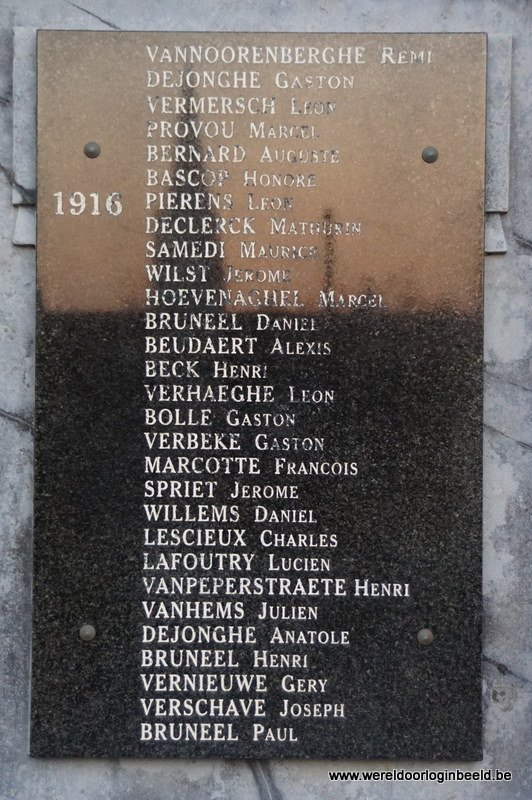 VANNOORENBERGHE REMI
DEJONGHE GASTON
VERMERSCH LEON
PROVOU MARCEL
BERNARD AUGUSTE
BASCOP HONORE
1916 PIERENS LEON
DECLERCK MATHURIN
SAMEDI MAURICE
WILST JEROME
HOEVENAGHEL MARCEL
BRUNEEL DANIEL
BEUDAERT ALEXIS
BECK HENRI
VERHAEGHE LEON
BOLLE GASTON
VERBEKE GASTON
MARCOTTE FRANCOIS
SPRIET JEROME
WILLEMS DANIEL
LESCIEUX CHARLES
LAFOUTRY LUCIEN
VANPEPERSTRAETE HENRI
VANHEMS JULIEN
DEJONGHE ANATOLE
BRUNEEL HENRI
VERNIEUWE GERY
VERSCHAVE JOSEPH
BRUNEEL PAUL
www.wereldoorloginbeeld.be